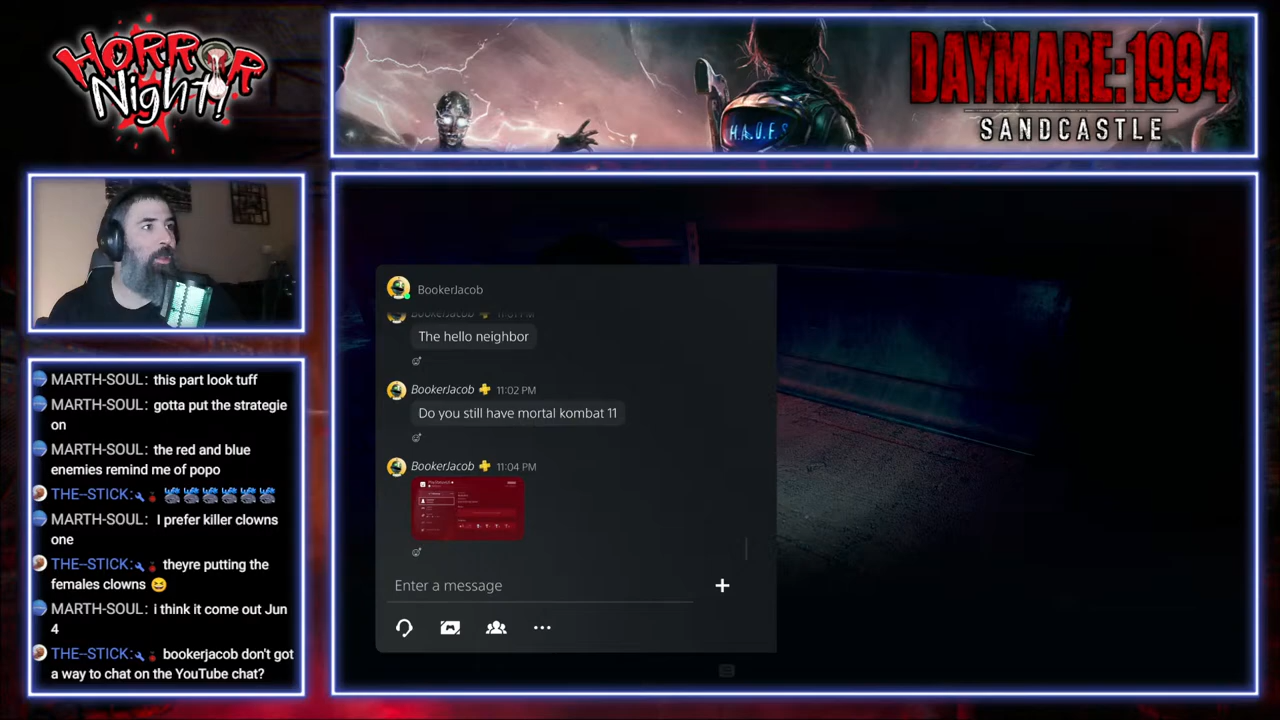 HORROR
Night!
DAYMARE:1994
SANDCASTLE
H.A.D.E.S
BookerJacob
BookerJacob 11:01 PM
The hello neighbor
BookerJacob 11:02 PM
Do you still have mortal kombat 11
BookerJacob 11:04 PM
Enter a message
MARTH-SOUL: this part look tuff
MARTH-SOUL: gotta put the strategie
on
MARTH-SOUL: the red and blue
enemies remind me of popo
THE--STICK:
MARTH-SOUL: I prefer killer clowns
one
THE--STICK: theyre putting the
females clowns 😆
MARTH-SOUL: i think it come out Jun
4
THE--STICK: bookerjacob don't got
a way to chat on the YouTube chat?